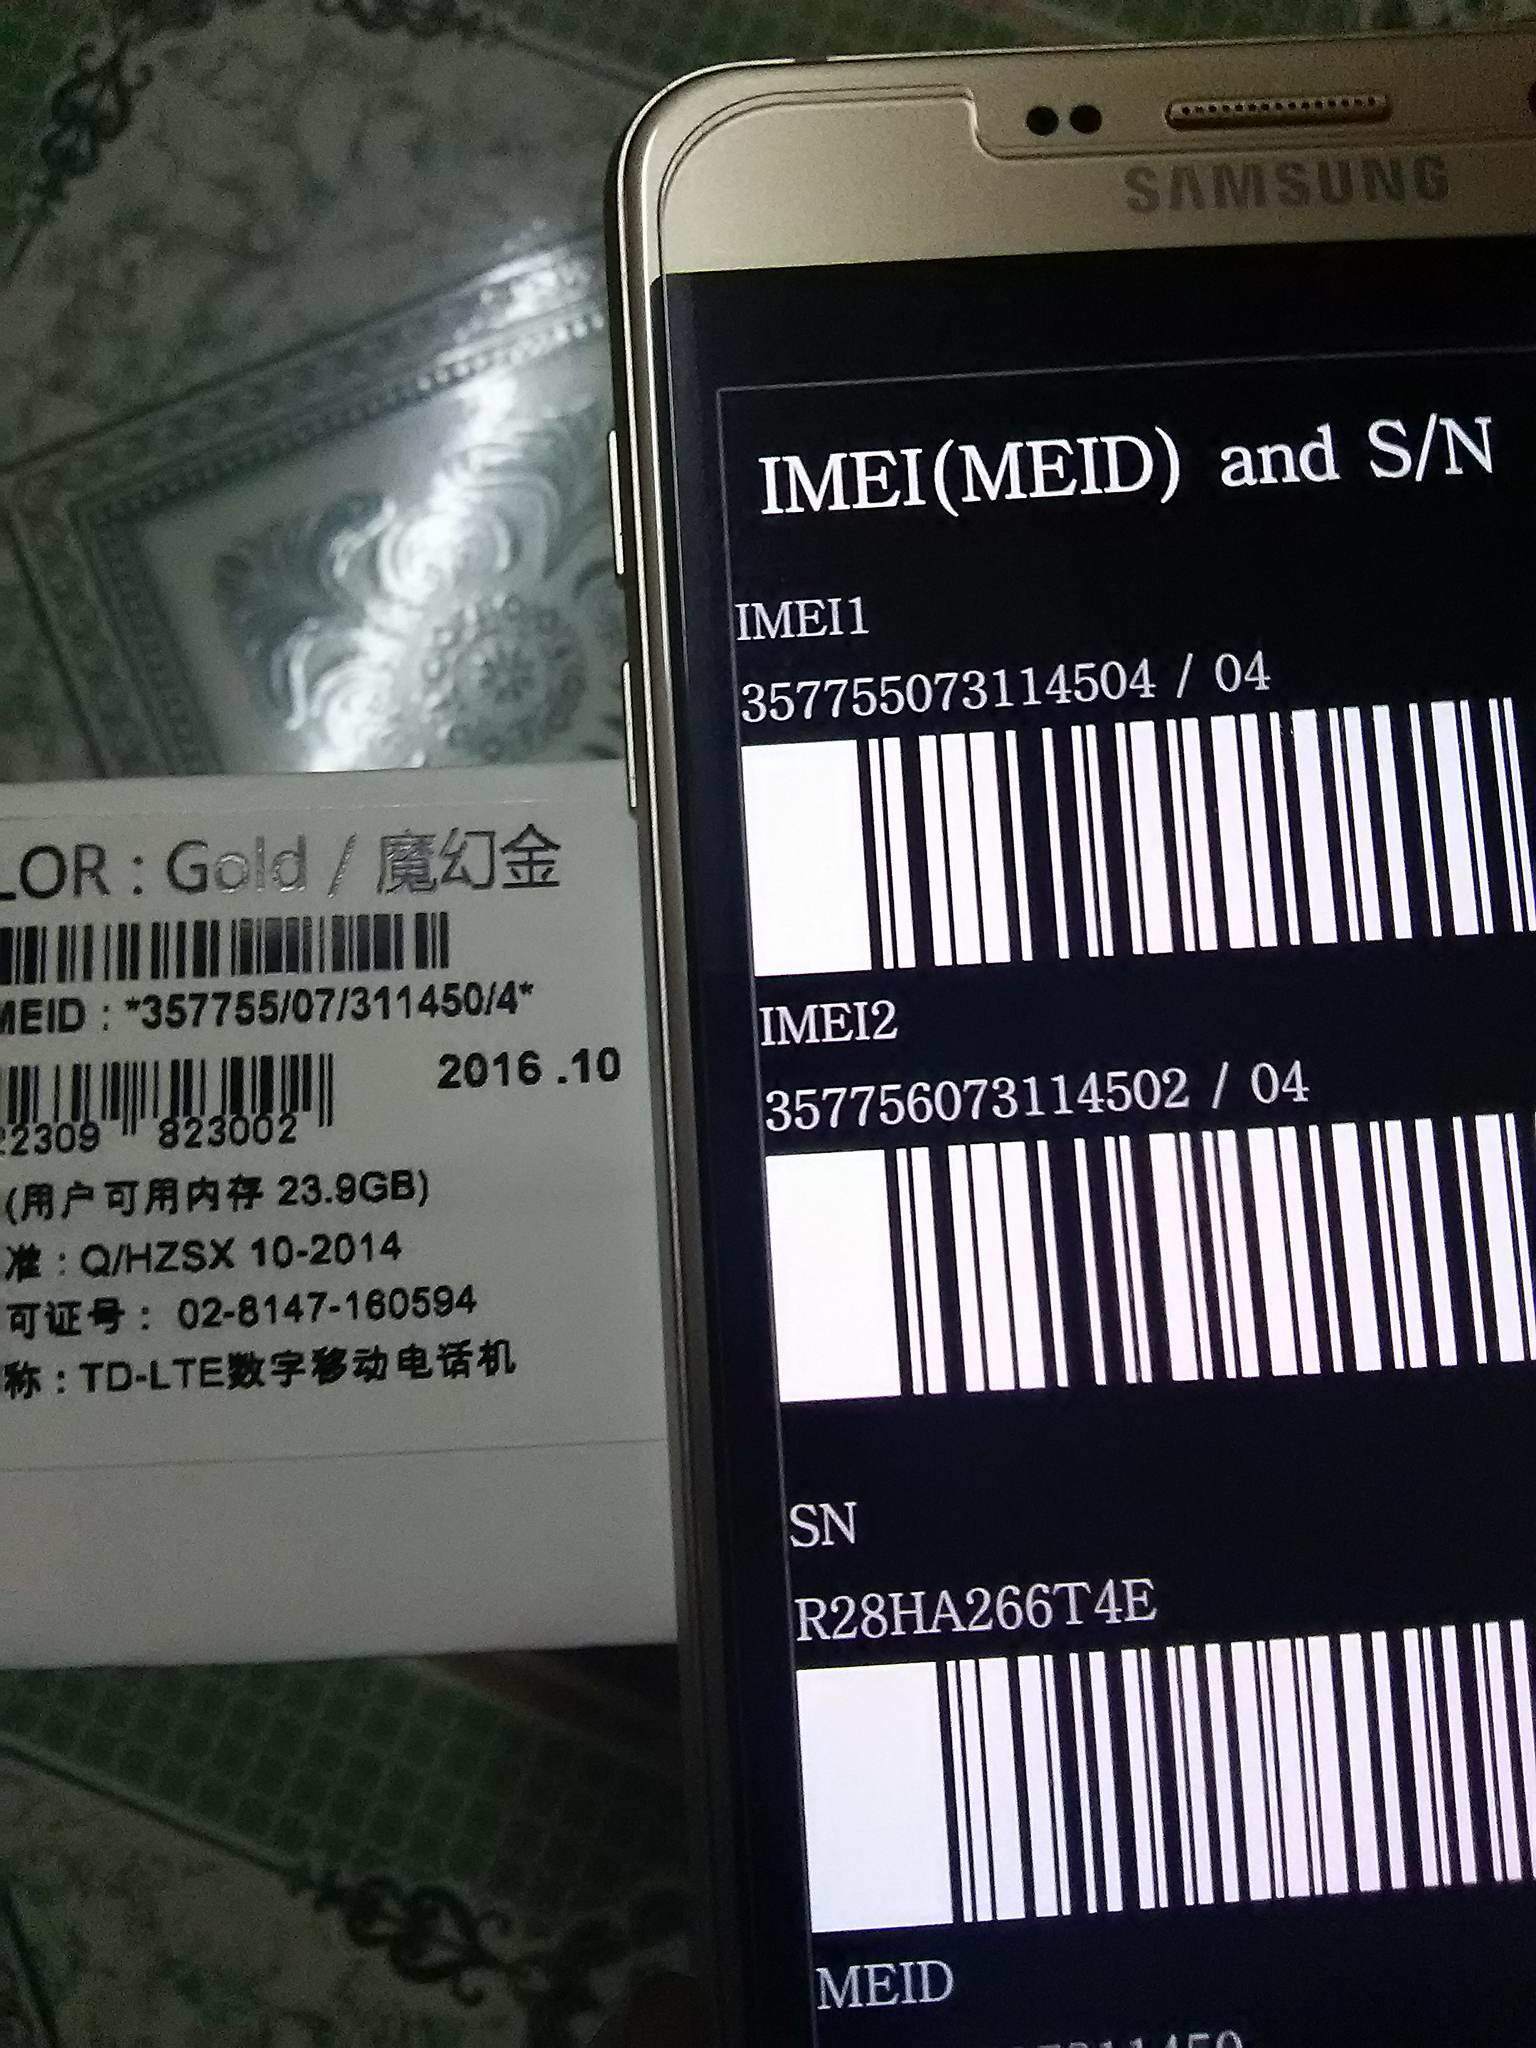 LOR : Gold / 魔幻金
MEID : *357755/07/311450/4*
2016 .10
22309 823002
(用户可用内存 23.9GB)
准 : Q/HZSX 10-2014
可证号 : 02-8147-160594
称 : TD-LTE数字移动电话机
SAMSUNG
IMEI(MEID) and S/N
IMEI1
357755073114504 / 04
IMEI2
357756073114502 / 04
SN
R28HA266T4E
MEID